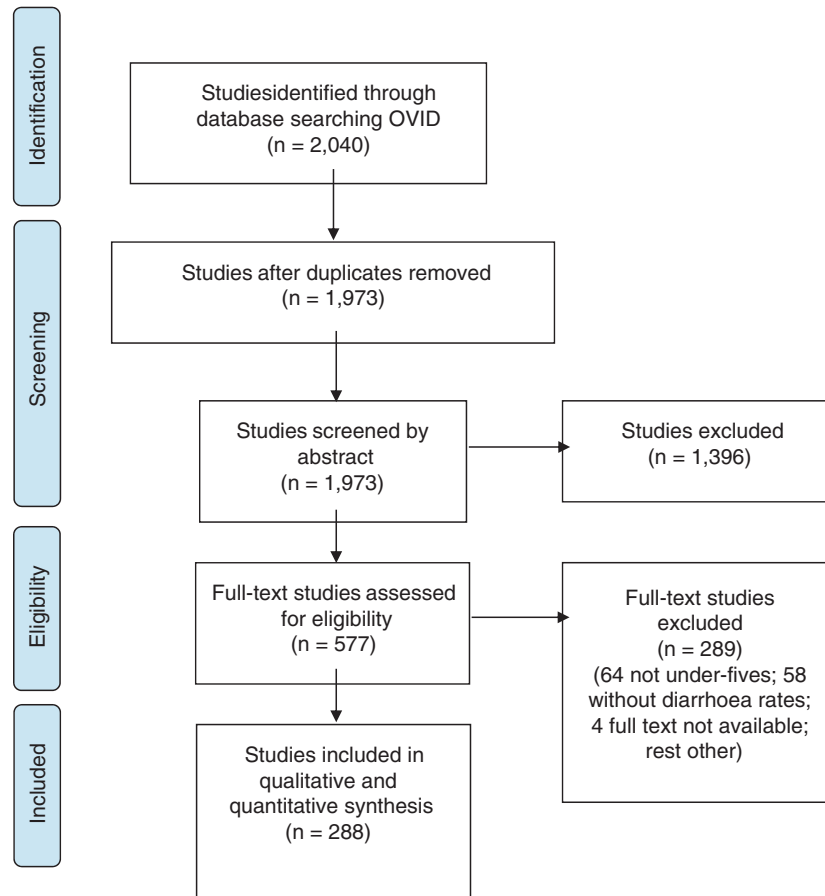 Identification
Studiesidentified through
database searching OVID
(n = 2,040)
Screening
Studies after duplicates removed
(n = 1,973)
Studies screened by
abstract
(n = 1,973)
Studies excluded
(n = 1,396)
Eligibility
Full-text studies assessed
for eligibility
(n = 577)
Full-text studies
excluded
(n = 289)
(64 not under-fives; 58
without diarrhoea rates;
4 full text not available;
rest other)
Included
Studies included in
qualitative and
quantitative synthesis
(n = 288)